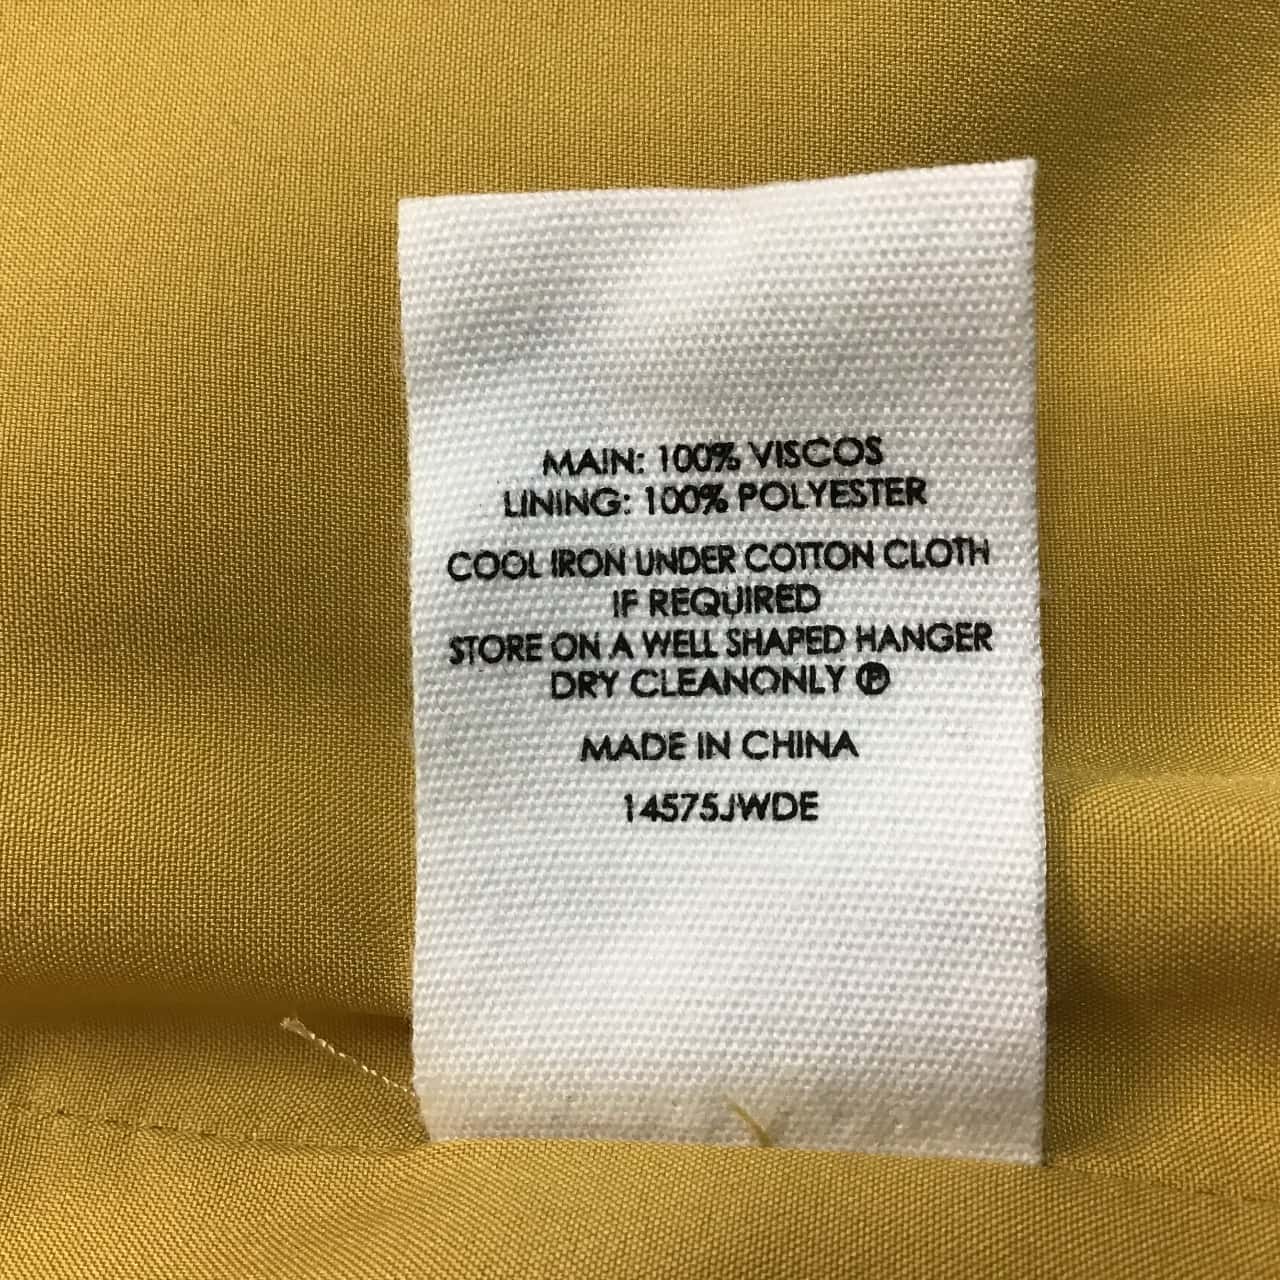 MAIN: 100% VISCOS
LINING: 100% POLYESTER
COOL IRON UNDER COTTON CLOTH
IF REQUIRED
STORE ON A WELL SHAPED HANGER
DRY CLEANONLY Ⓟ
MADE IN CHINA
14575JWDE